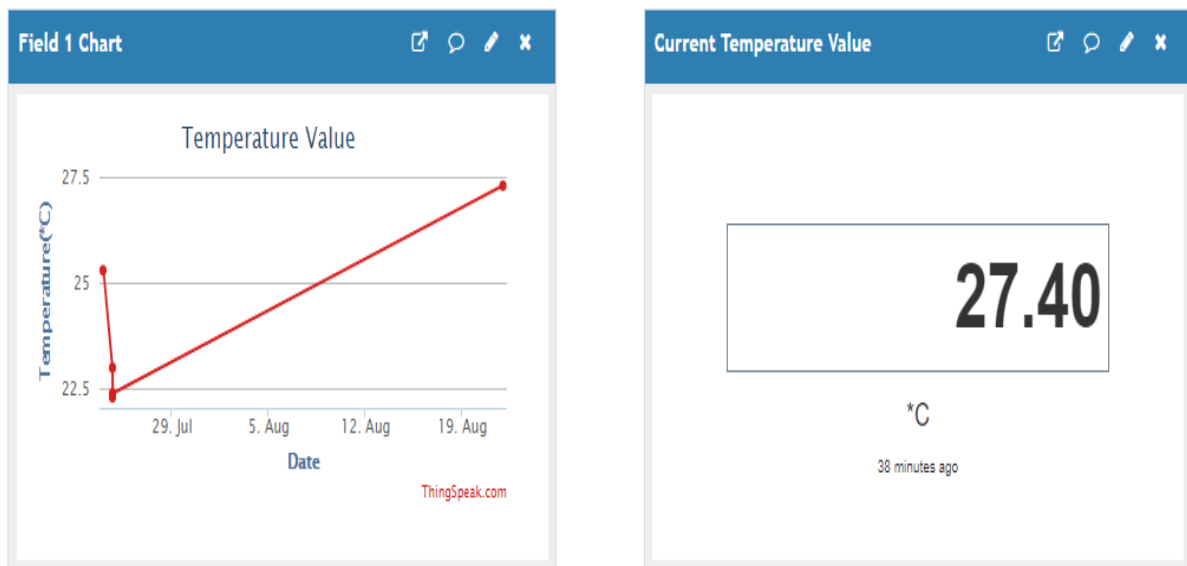 Field 1 Chart
Temperature Value
27.5
25
22.5
Temperature(*C)
29. Jul 5. Aug 12. Aug 19. Aug
Date
ThingSpeak.com
Current Temperature Value
27.40
*C
38 minutes ago